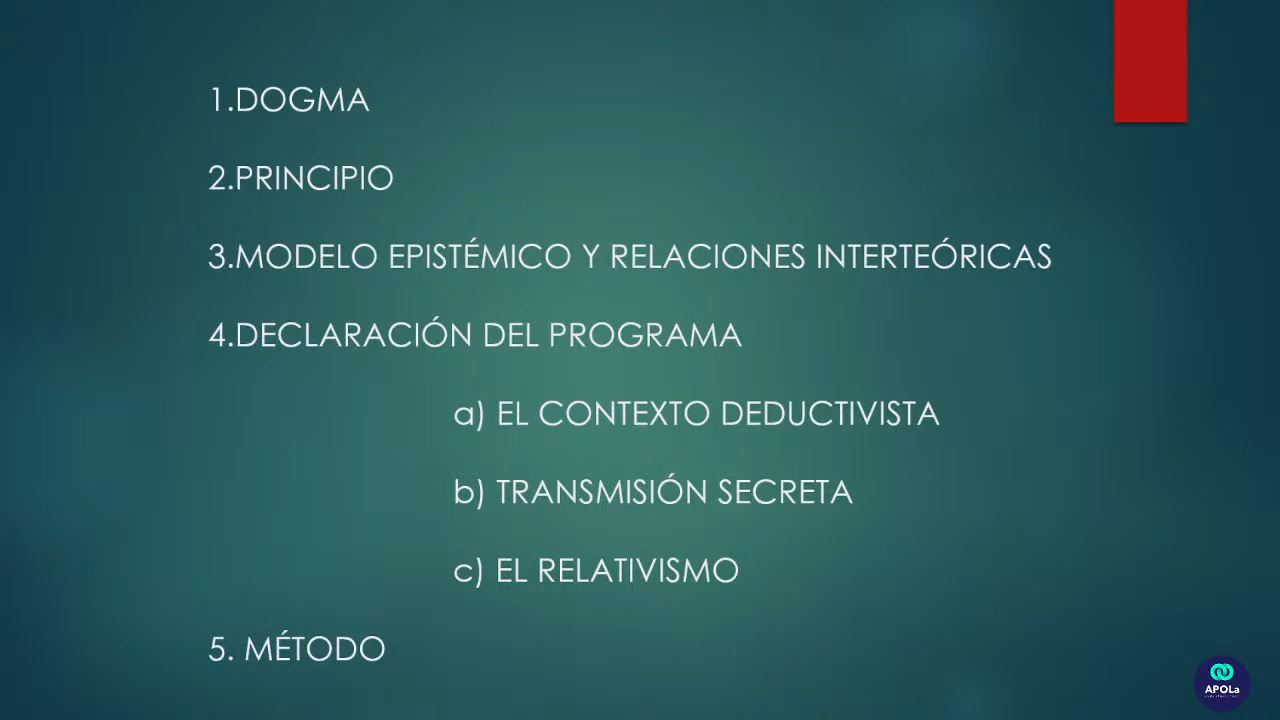 1.DOGMA
2.PRINCIPIO
3.MODELO EPISTÉMICO Y RELACIONES INTERTEÓRICAS
4.DECLARACIÓN DEL PROGRAMA
a) EL CONTEXTO DEDUCTIVISTA
b) TRANSMISIÓN SECRETA
c) EL RELATIVISMO
5. MÉTODO
APOLa